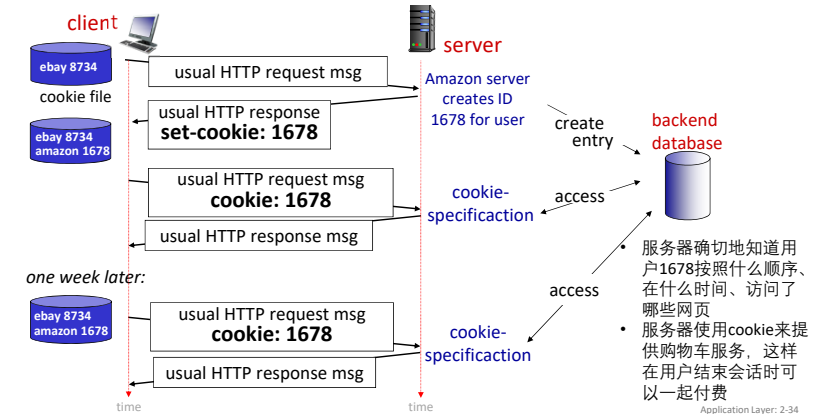 client
server
ebay 8734
cookie file
usual HTTP request msg
Amazon server
creates ID
1678 for user
usual HTTP response
set-cookie: 1678
create
entry
backend
database
ebay 8734
amazon 1678
usual HTTP request msg
cookie: 1678
cookie-
specificaction
access
usual HTTP response msg
one week later:
access
ebay 8734
amazon 1678
usual HTTP request msg
cookie: 1678
cookie-
specificaction
usual HTTP response msg
time
time
• 服务器确切地知道用
户1678按照什么顺序、
在什么时间、访问了
哪些网页
• 服务器使用cookie来提
供购物车服务，这样
在用户结束会话时可
以一起付费
Application Layer: 2-34